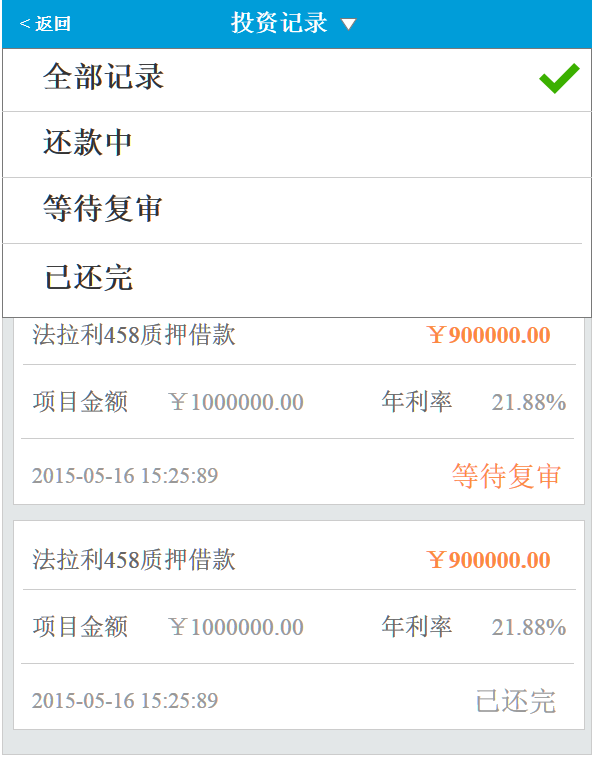 < 返回 投资记录
全部记录
还款中
等待复审
已还完
法拉利458质押借款 ￥900000.00
项目金额 ￥1000000.00 年利率 21.88%
2015-05-16 15:25:89 等待复审
法拉利458质押借款 ￥900000.00
项目金额 ￥1000000.00 年利率 21.88%
2015-05-16 15:25:89 已还完